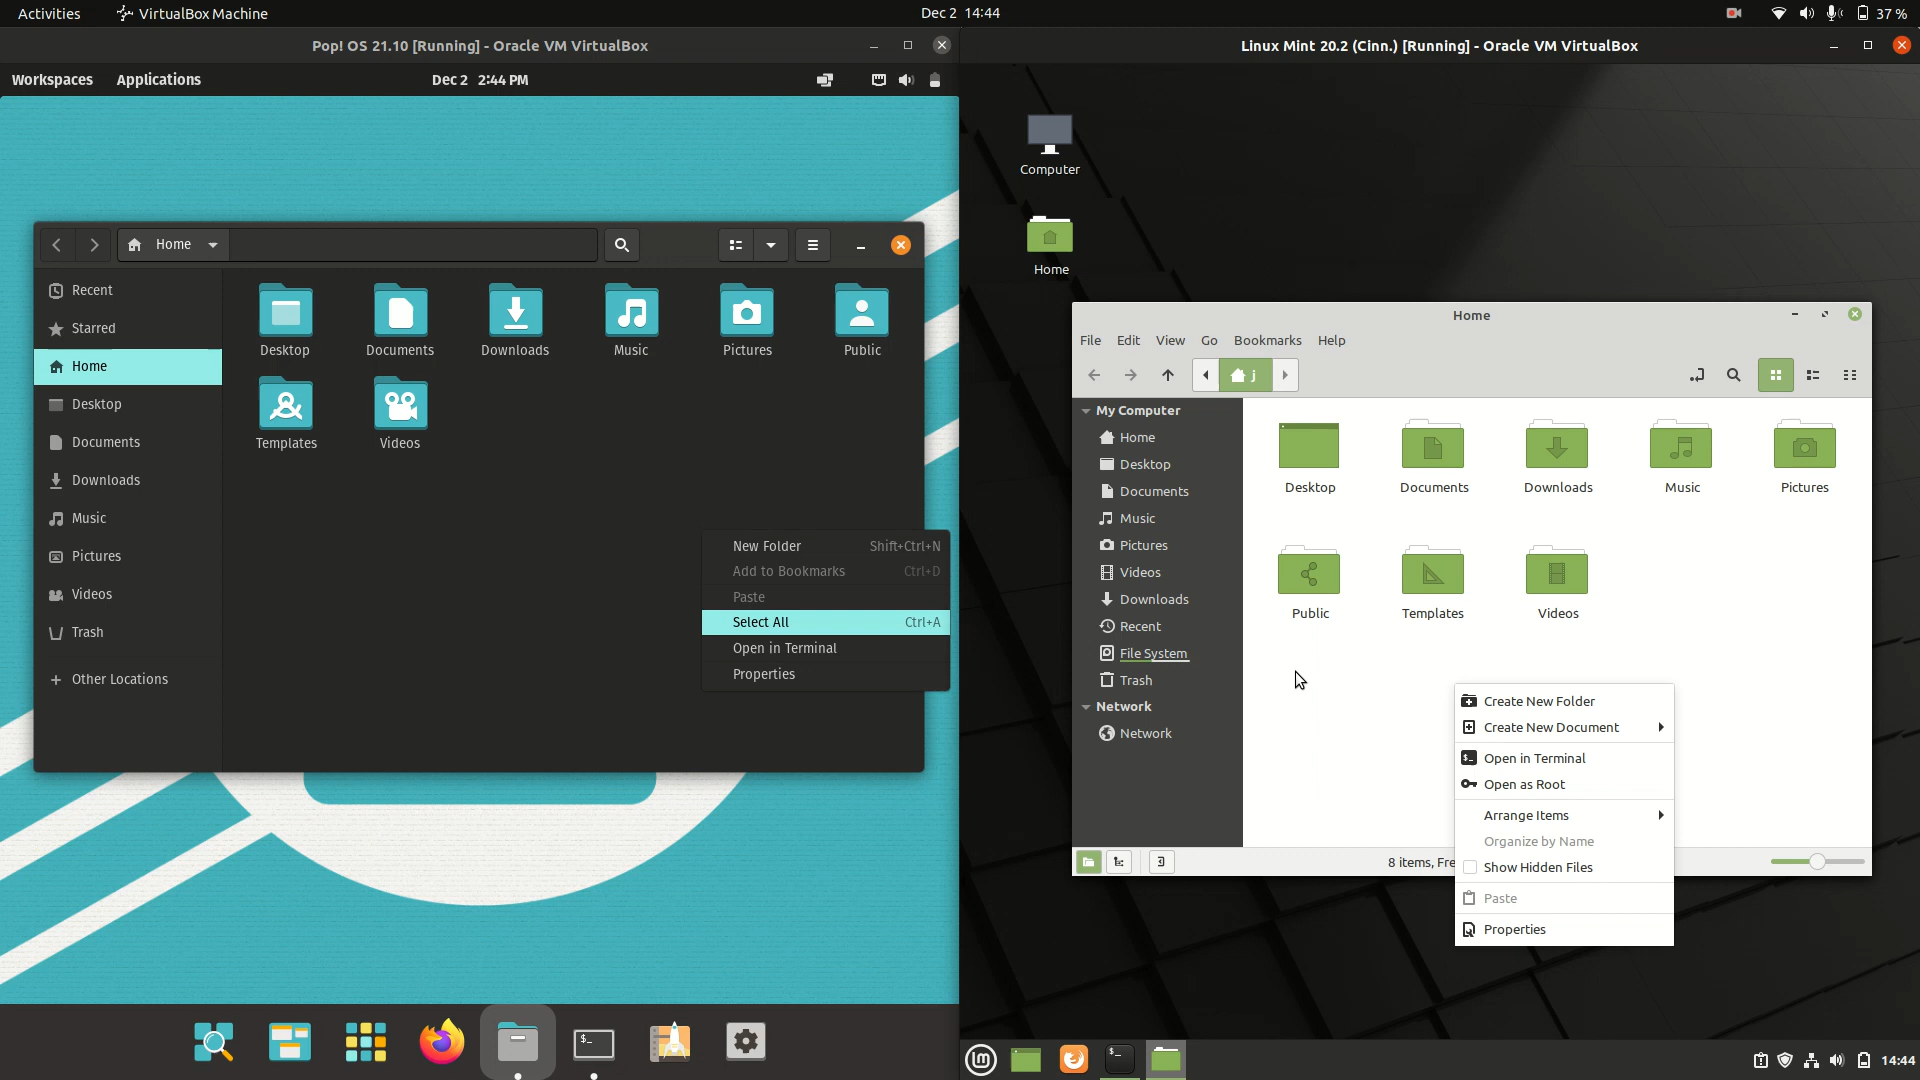 Activities VirtualBox Machine Dec 2 14:44 37 %
Pop! OS 21.10 [Running] - Oracle VM VirtualBox
Workspaces Applications Dec 2 2:44 PM
Home
Recent
Starred
Home
Desktop
Documents
Downloads
Music
Pictures
Videos
Trash
Other Locations
Desktop Documents Downloads Music Pictures Public
Templates Videos
New Folder Shift+Ctrl+N
Add to Bookmarks Ctrl+D
Paste
Select All Ctrl+A
Open in Terminal
Properties
$_
Linux Mint 20.2 (Cinn.) [Running] - Oracle VM VirtualBox
Computer
Home
Home
File Edit View Go Bookmarks Help
j
My Computer
Home
Desktop
Documents
Music
Pictures
Videos
Downloads
Recent
File System
Trash
Network
Network
Desktop Documents Downloads Music Pictures
Public Templates Videos
8 items, Fre
Create New Folder
Create New Document
Open in Terminal
Open as Root
Arrange Items
Organize by Name
Show Hidden Files
Paste
Properties
lm $_ 14:44